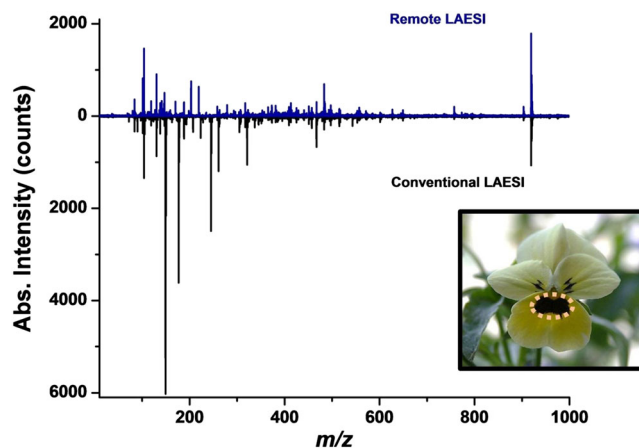 Remote LAESI
Conventional LAESI
Abs. Intensity (counts)
2000
0
2000
4000
6000
200
400
600
800
1000
m/z